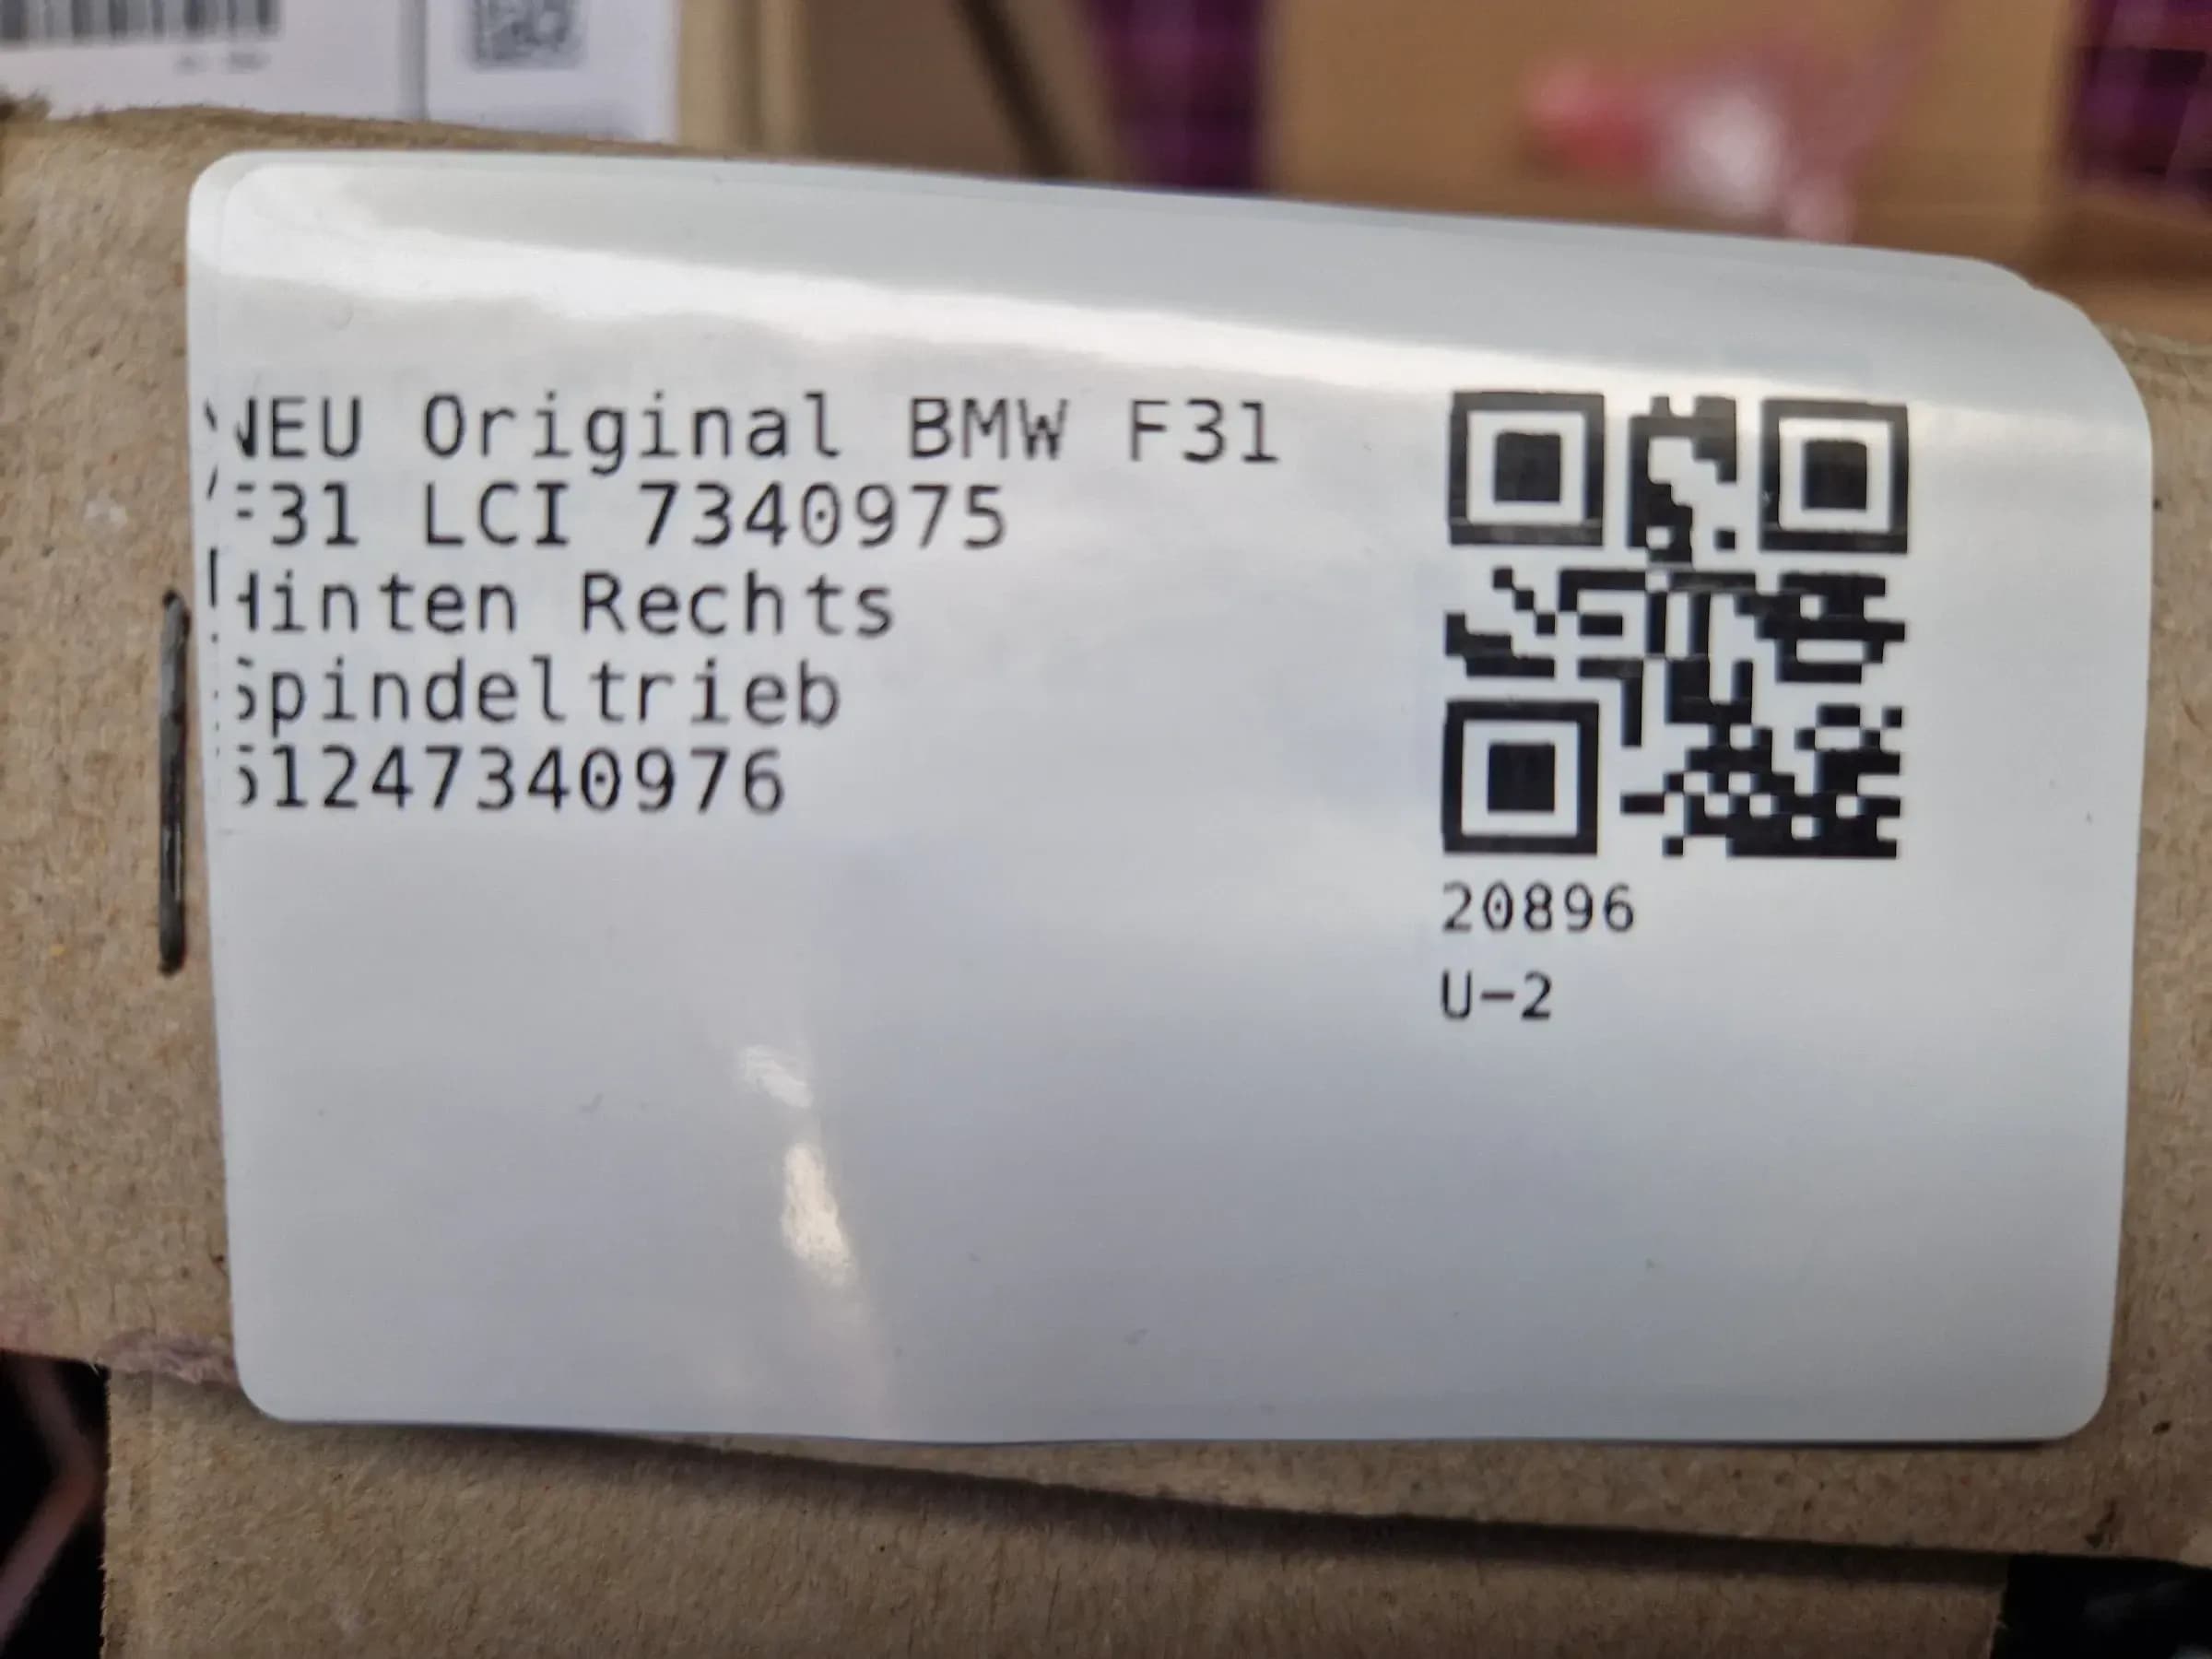 NEU Original BMW F31
F31 LCI 7340975
Hinten Rechts
Spindeltrieb
51247340976
20896
U-2